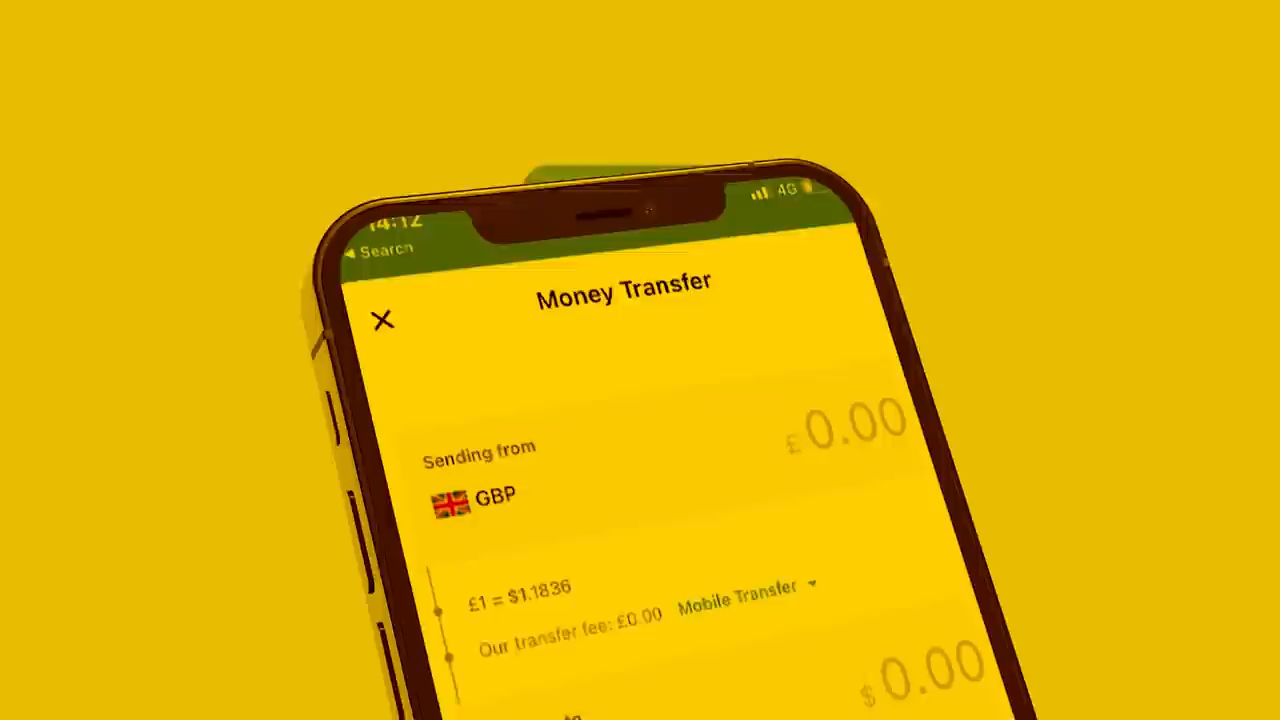 14:12
4G
◀ Search
Money Transfer
£ 0.00
Sending from
GBP
£1 = $1.1836
Our transfer fee: £0.00 Mobile Transfer
$ 0.00